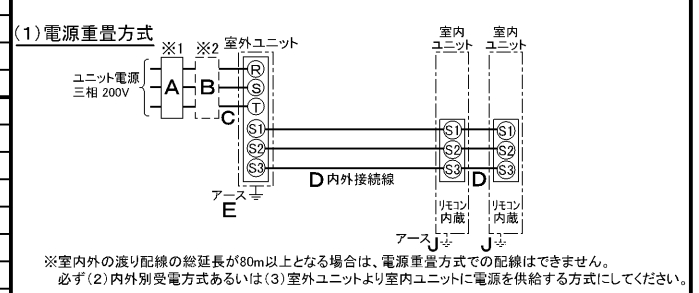 (1)電源重畳方式
※1 ※2 室外ユニット
室内
ユニット
室内
ユニット
ユニット電源
三相 200V
A
B
C
R
S
T
S1
S2
S3
S1
S2
S3
S1
S2
S3
D 内外接続線
D
アース
E
リモコン
内蔵
リモコン
内蔵
アース J
J
※室内外の渡り配線の総延長が80m以上となる場合は、電源重畳方式での配線はできません。
必ず(2)内外別受電方式あるいは(3)室外ユニットより室内ユニットに電源を供給する方式にしてください。